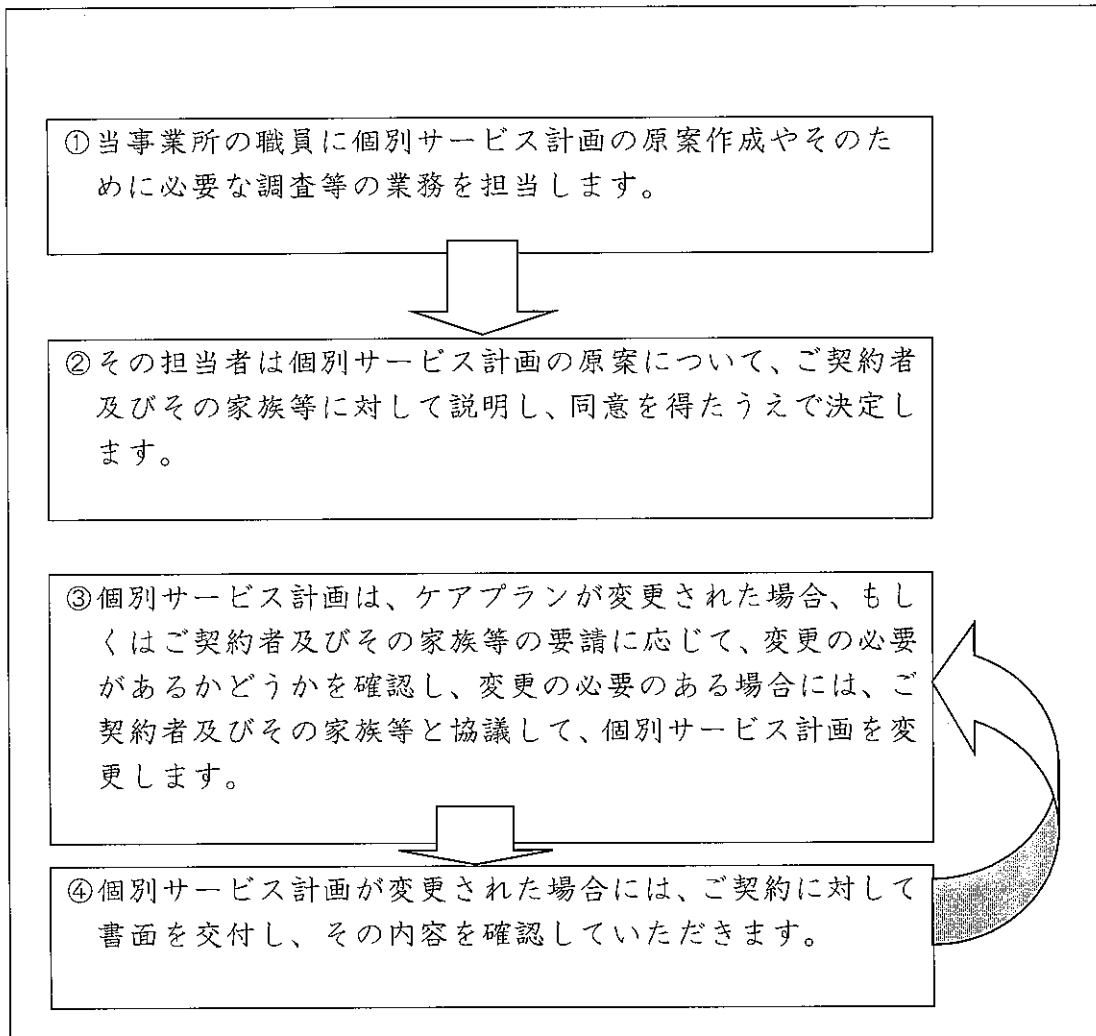 ①当事業所の職員に個別サービス計画の原案作成やそのた
めに必要な調査等の業務を担当します。
②その担当者は個別サービス計画の原案について、ご契約者
及びその家族等に対して説明し、同意を得たうえで決定し
ます。
③個別サービス計画は、ケアプランが変更された場合、もし
くはご契約者及びその家族等の要請に応じて、変更の必要
があるかどうかを確認し、変更の必要のある場合には、ご
契約者及びその家族等と協議して、個別サービス計画を変
更します。
④個別サービス計画が変更された場合には、ご契約に対して
書面を交付し、その内容を確認していただきます。